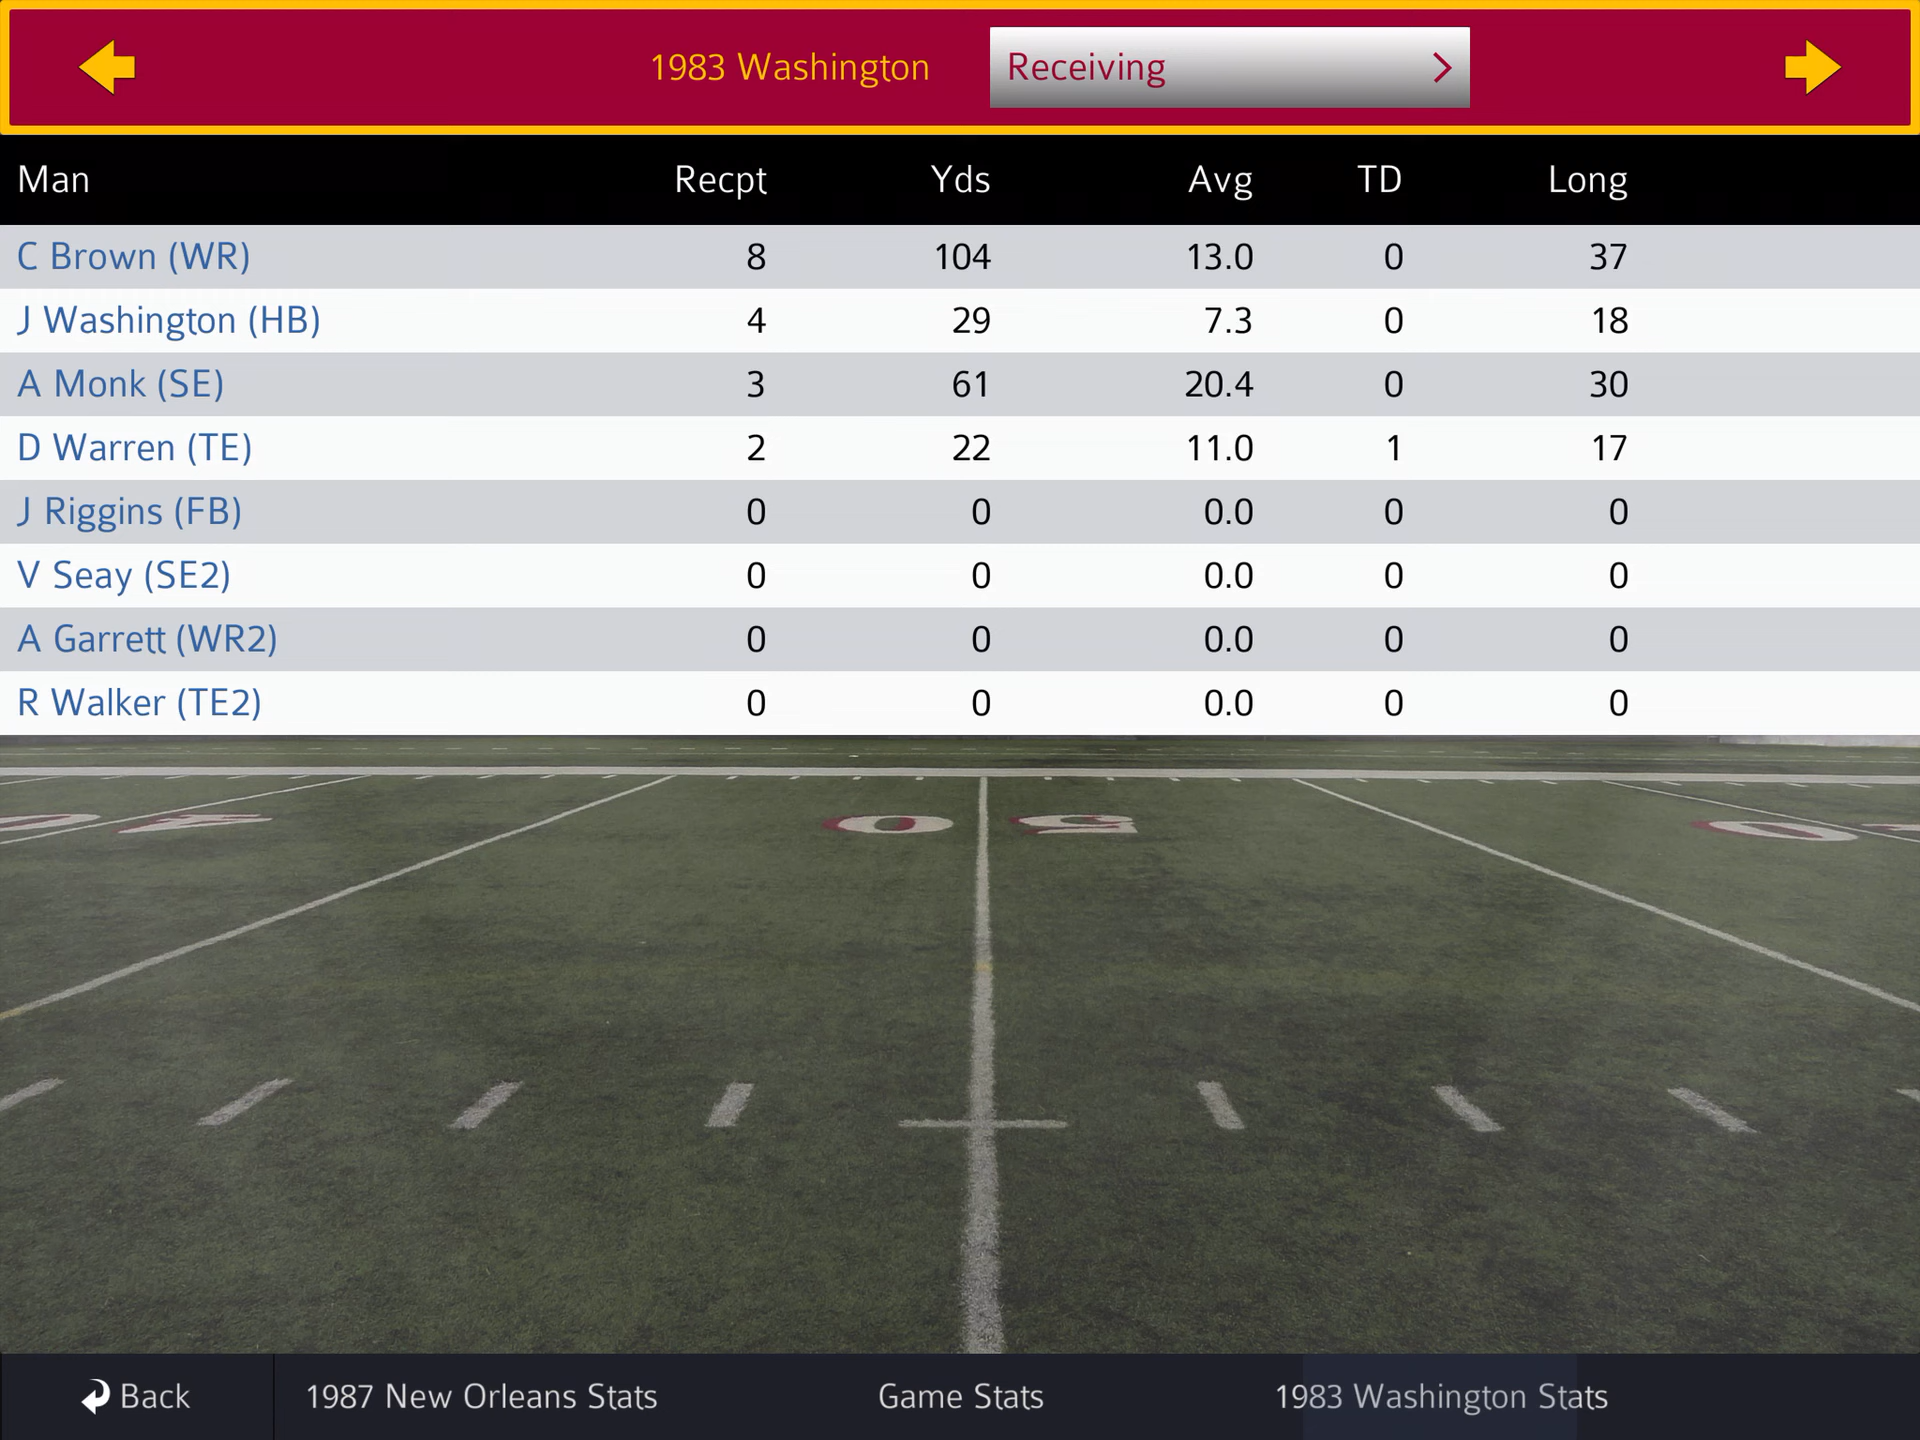 1983 Washington Receiving
Man Recpt Yds Avg TD Long
C Brown (WR) 8 104 13.0 0 37
J Washington (HB) 4 29 7.3 0 18
A Monk (SE) 3 61 20.4 0 30
D Warren (TE) 2 22 11.0 1 17
J Riggins (FB) 0 0 0.0 0 0
V Seay (SE2) 0 0 0.0 0 0
A Garrett (WR2) 0 0 0.0 0 0
R Walker (TE2) 0 0 0.0 0 0
5 0
Back 1987 New Orleans Stats Game Stats 1983 Washington Stats